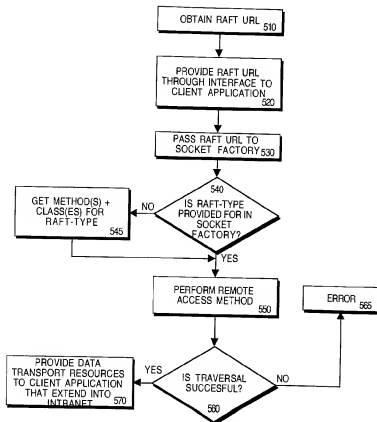 OBTAIN RAFT URL
510
PROVIDE RAFT URL
THROUGH INTERFACE TO
CLIENT APPLICATION
520
PASS RAFT URL TO
SOCKET FACTORY
530
540
IS RAFT-TYPE
PROVIDED FOR IN
SOCKET
FACTORY?
NO
GET METHOD(S) +
CLASS(ES) FOR
RAFT-TYPE
545
YES
PERFORM REMOTE
ACCESS METHOD
550
ERROR
565
IS TRAVERSAL
SUCCESFUL?
560
YES
NO
PROVIDE DATA
TRANSPORT RESOURCES
TO CLIENT APPLICATION
THAT EXTEND INTO
INTRANET
570